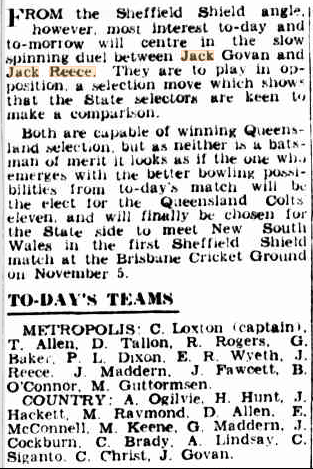 FROM the Sheffield Shield angle,
however, most interest to-day and
to-morrow will centre in the slow
spinning duel between Jack Govan and
Jack Reece. They are to play in op-
position, a selection move which shows
that the State selectors are keen to
make a comparison.
Both are capable of winning Queens-
land selection, but as neither is a bats-
man of merit it looks as if the one who
emerges with the better bowling possi-
bilities from to-day's match will be
the elect for the Queensland Colts
eleven, and will finally be chosen for
the State side to meet New South
Wales in the first Sheffield Shield
match at the Brisbane Cricket Ground
on November 5.
TO-DAY'S TEAMS
METROPOLIS: C. Loxton (captain),
T. Allen, D. Tallon, R. Rogers, G.
Baker, P. L. Dixon, E. R. Wyeth, J.
Reece, J. Maddern, J. Fawcett, B.
O'Connor, M. Guttormsen.
COUNTRY: A. Ogilvie, H. Hunt, J.
Hackett, M. Raymond, D. Allen, E.
McConnell, M. Keene, G. Maddern, J.
Cockburn, C. Brady, A. Lindsay, C.
Siganto, C. Christ, J. Govan.